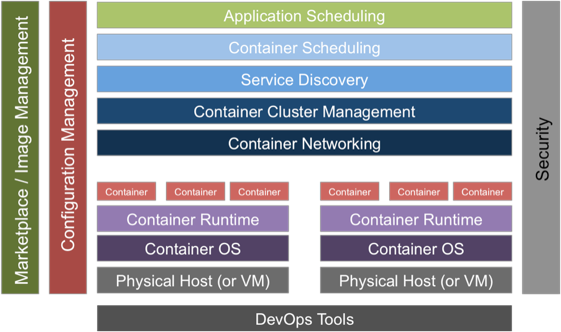 Marketplace / Image Management
Configuration Management
Application Scheduling
Container Scheduling
Service Discovery
Container Cluster Management
Container Networking
Container Container Container
Container Runtime
Container OS
Physical Host (or VM)
Container Container Container
Container Runtime
Container OS
Physical Host (or VM)
Security
DevOps Tools